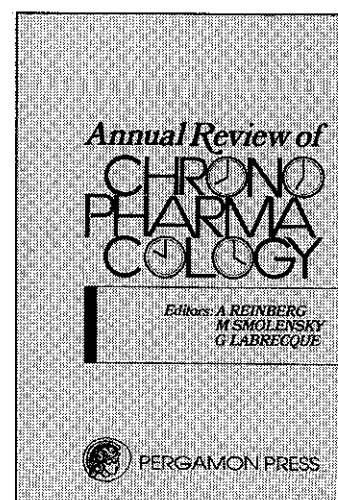 Annual Review of
CHRONO
PHARMA
COLOGY
Editors: A REINBERG
M SMOLENSKY
G LABRECQUE
PERGAMON PRESS